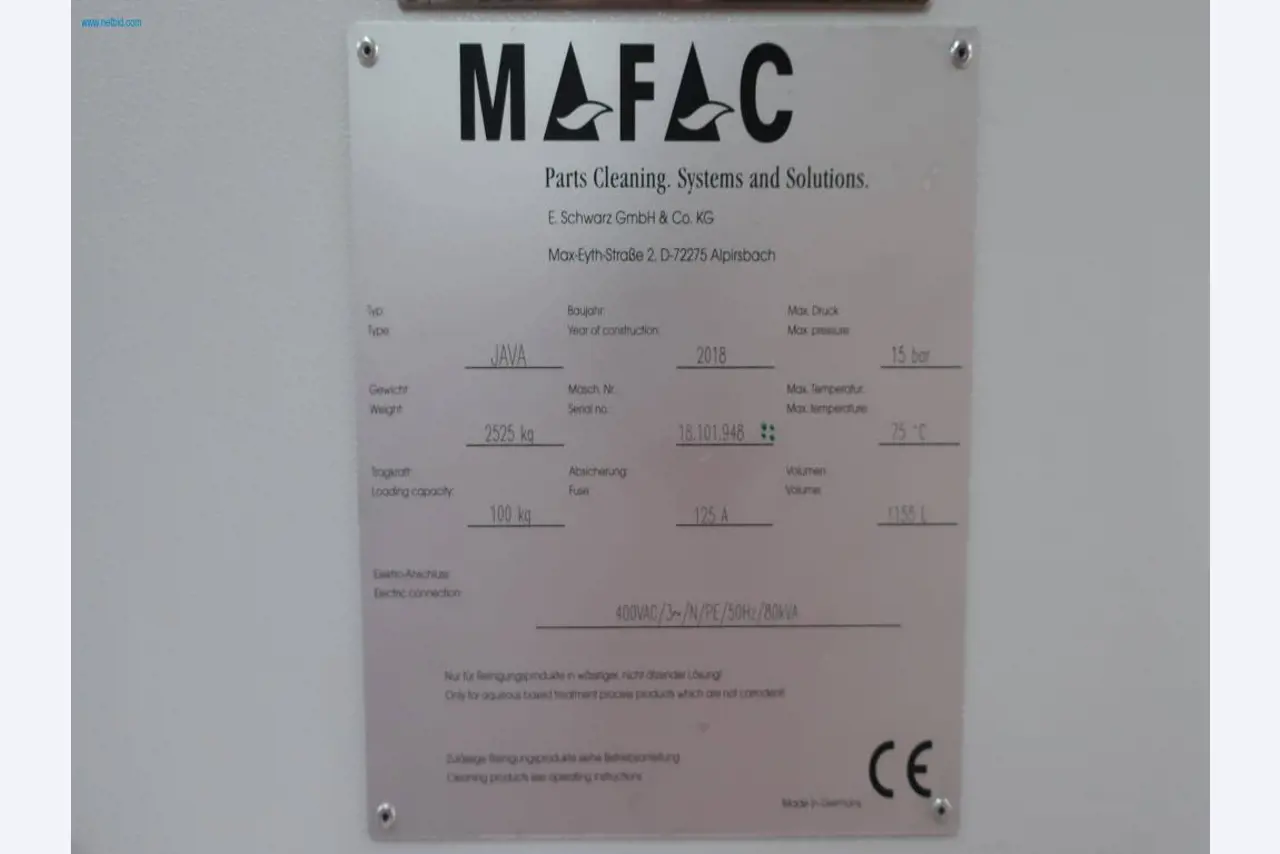 www.netbid.com
MAFAC
Parts Cleaning. Systems and Solutions.
E. Schwarz GmbH & Co. KG
Max-Eyth-Straße 2, D-72275 Alpirsbach
Typ: Baujahr: Max. Druck
Type: Year of construction: Max. pressure:
JAVA 2018 15 bar
Gewicht: Masch. Nr.: Max. Temperatur:
Weight: Serial no.: Max. temperature:
2525 kg 18.101.948 75 °C
Tragkraft: Absicherung: Volumen:
Loading capacity: Fuse: Volume:
100 kg 125 A 1155 L
Elektro-Anschluss:
Electric connection:
400VAC/3~/N/PE/50Hz/80kVA
Nur für Reinigungsprodukte in wässriger, nicht ätzender Lösung!
Only for aqueous based treatment process products which are not corrodent!
Zulässige Reinigungsprodukte siehe Betriebsanleitung
Cleaning products see operating instructions
CE
Made in Germany